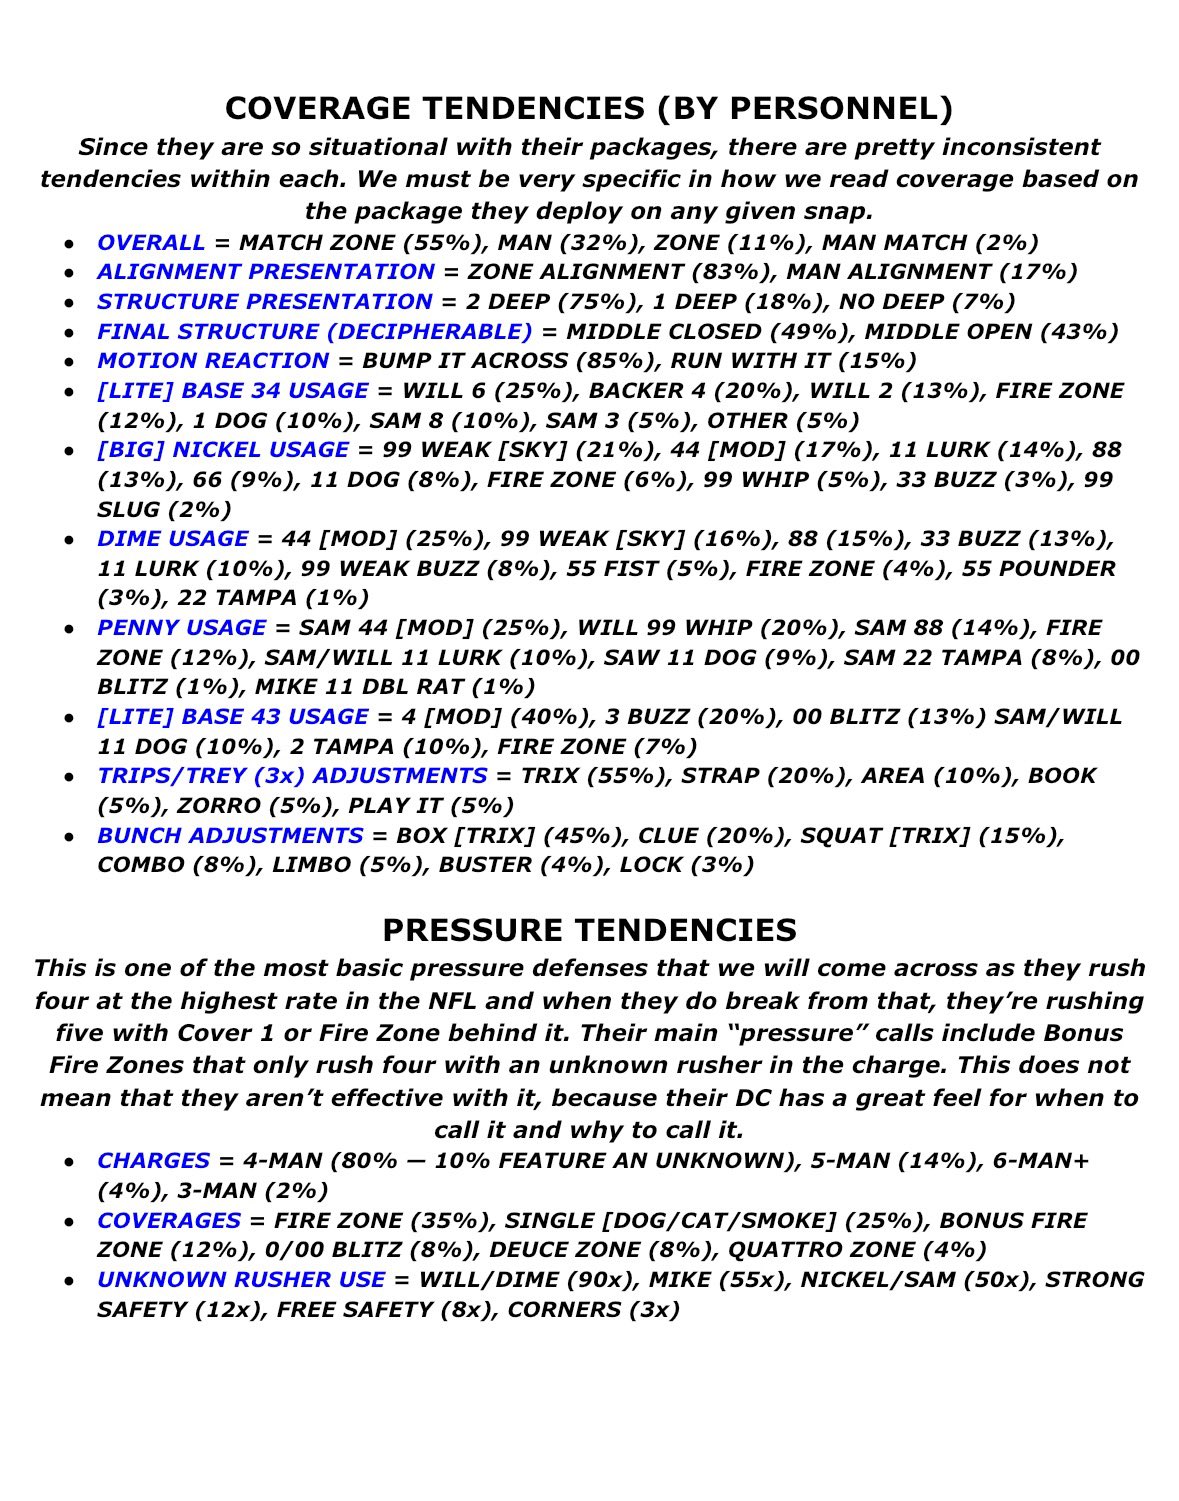 COVERAGE TENDENCIES (BY PERSONNEL)
Since they are so situational with their packages, there are pretty inconsistent
tendencies within each. We must be very specific in how we read coverage based on
the package they deploy on any given snap.
• OVERALL = MATCH ZONE (55%), MAN (32%), ZONE (11%), MAN MATCH (2%)
• ALIGNMENT PRESENTATION = ZONE ALIGNMENT (83%), MAN ALIGNMENT (17%)
• STRUCTURE PRESENTATION = 2 DEEP (75%), 1 DEEP (18%), NO DEEP (7%)
• FINAL STRUCTURE (DECIPHERABLE) = MIDDLE CLOSED (49%), MIDDLE OPEN (43%)
• MOTION REACTION = BUMP IT ACROSS (85%), RUN WITH IT (15%)
• [LITE] BASE 34 USAGE = WILL 6 (25%), BACKER 4 (20%), WILL 2 (13%), FIRE ZONE
(12%), 1 DOG (10%), SAM 8 (10%), SAM 3 (5%), OTHER (5%)
• [BIG] NICKEL USAGE = 99 WEAK [SKY] (21%), 44 [MOD] (17%), 11 LURK (14%), 88
(13%), 66 (9%), 11 DOG (8%), FIRE ZONE (6%), 99 WHIP (5%), 33 BUZZ (3%), 99
SLUG (2%)
• DIME USAGE = 44 [MOD] (25%), 99 WEAK [SKY] (16%), 88 (15%), 33 BUZZ (13%),
11 LURK (10%), 99 WEAK BUZZ (8%), 55 FIST (5%), FIRE ZONE (4%), 55 POUNDER
(3%), 22 TAMPA (1%)
• PENNY USAGE = SAM 44 [MOD] (25%), WILL 99 WHIP (20%), SAM 88 (14%), FIRE
ZONE (12%), SAM/WILL 11 LURK (10%), SAW 11 DOG (9%), SAM 22 TAMPA (8%), 00
BLITZ (1%), MIKE 11 DBL RAT (1%)
• [LITE] BASE 43 USAGE = 4 [MOD] (40%), 3 BUZZ (20%), 00 BLITZ (13%) SAM/WILL
11 DOG (10%), 2 TAMPA (10%), FIRE ZONE (7%)
• TRIPS/TREY (3x) ADJUSTMENTS = TRIX (55%), STRAP (20%), AREA (10%), BOOK
(5%), ZORRO (5%), PLAY IT (5%)
• BUNCH ADJUSTMENTS = BOX [TRIX] (45%), CLUE (20%), SQUAT [TRIX] (15%),
COMBO (8%), LIMBO (5%), BUSTER (4%), LOCK (3%)
PRESSURE TENDENCIES
This is one of the most basic pressure defenses that we will come across as they rush
four at the highest rate in the NFL and when they do break from that, they’re rushing
five with Cover 1 or Fire Zone behind it. Their main “pressure” calls include Bonus
Fire Zones that only rush four with an unknown rusher in the charge. This does not
mean that they aren’t effective with it, because their DC has a great feel for when to
call it and why to call it.
• CHARGES = 4-MAN (80% — 10% FEATURE AN UNKNOWN), 5-MAN (14%), 6-MAN+
(4%), 3-MAN (2%)
• COVERAGES = FIRE ZONE (35%), SINGLE [DOG/CAT/SMOKE] (25%), BONUS FIRE
ZONE (12%), 0/00 BLITZ (8%), DEUCE ZONE (8%), QUATTRO ZONE (4%)
• UNKNOWN RUSHER USE = WILL/DIME (90x), MIKE (55x), NICKEL/SAM (50x), STRONG
SAFETY (12x), FREE SAFETY (8x), CORNERS (3x)